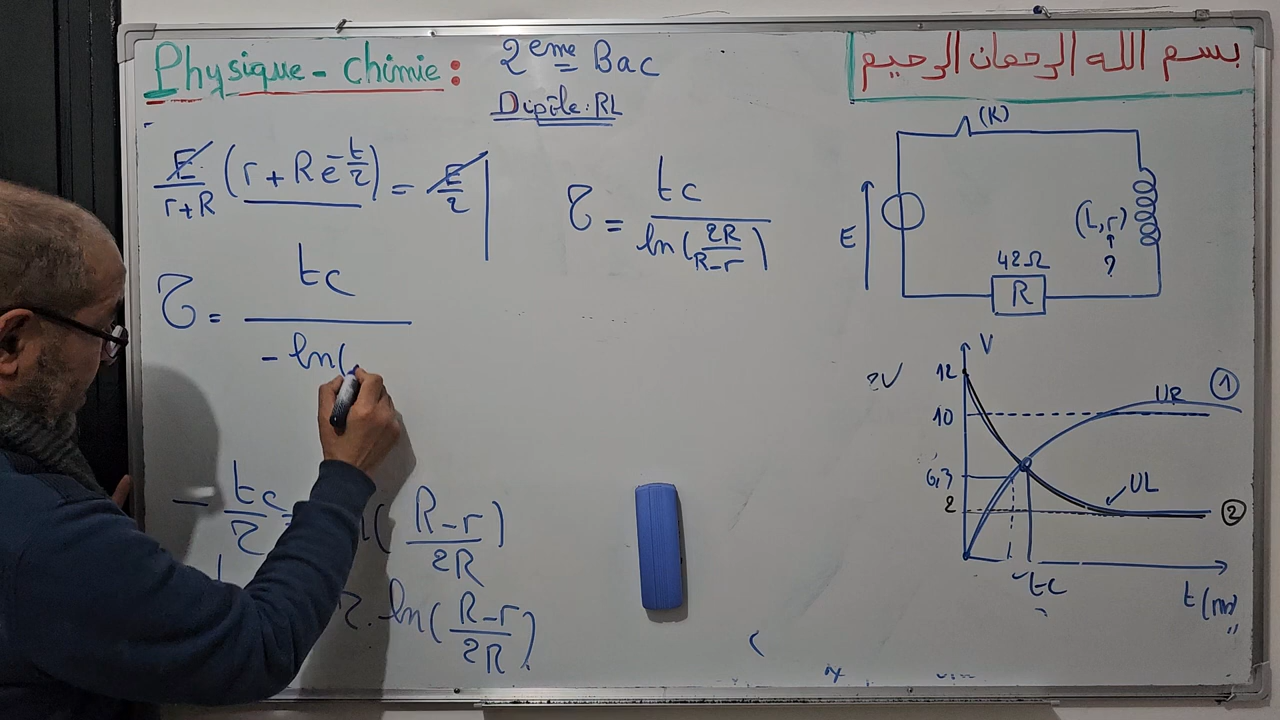 Physique - Chimie :
2eme Bac
Dipôle: RL
بسم الله الرحمان الرحيم
E/(r+R) (r + R e^(-t/τ)) = E/2
τ = tc / ln(2R/(R-r))
τ = tc / -ln(
- tc/τ = ln((R-r)/2R)
τ. ln((R-r)/2R)
(K)
E
(L,r)
?
42Ω
R
V
?V
12
10
6,3
2
UR
①
UL
②
tc
t(ms)